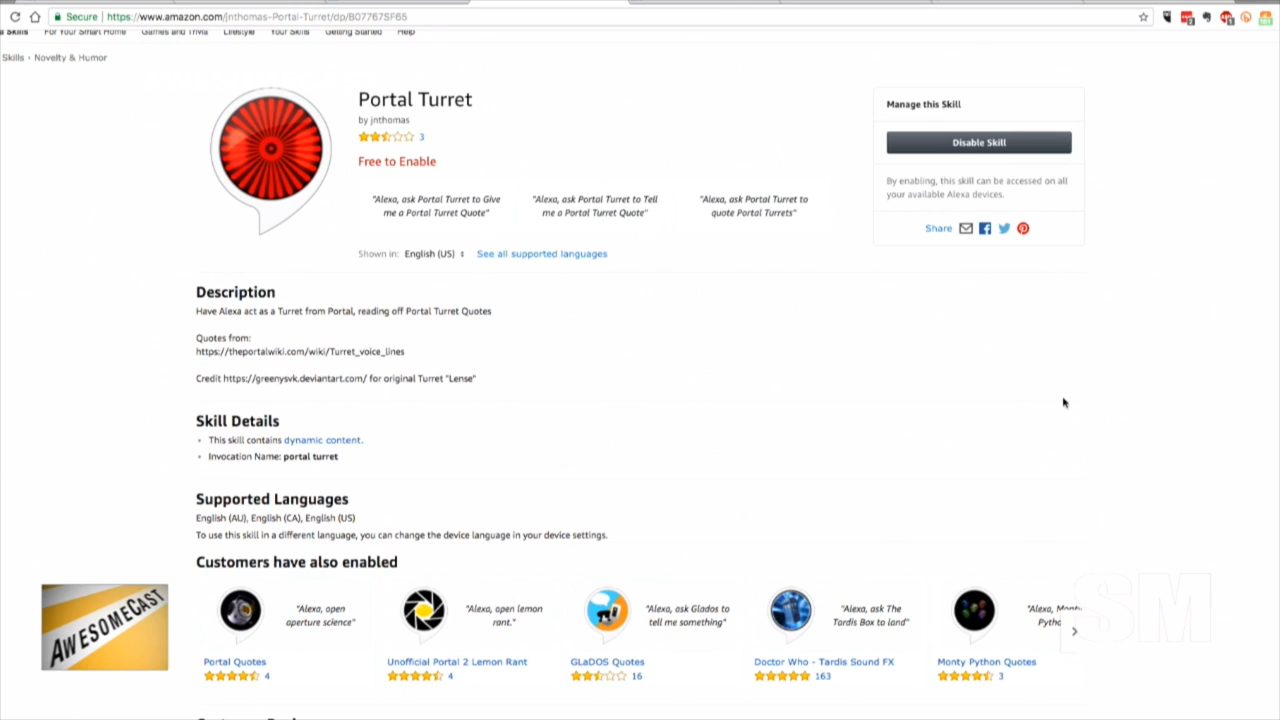 Secure https://www.amazon.com/jnthomas-Portal-Turret/dp/B07767SF65
Skills For Your Smart Home Games and Trivia Lifestyle Your Skills Getting Started Help
Skills › Novelty & Humor
Portal Turret
by jnthomas
3
Free to Enable
"Alexa, ask Portal Turret to Give
me a Portal Turret Quote"
"Alexa, ask Portal Turret to Tell
me a Portal Turret Quote"
"Alexa, ask Portal Turret to
quote Portal Turrets"
Shown in: English (US) See all supported languages
Manage this Skill
Disable Skill
By enabling, this skill can be accessed on all
your available Alexa devices.
Share
Description
Have Alexa act as a Turret from Portal, reading off Portal Turret Quotes
Quotes from:
https://theportalwiki.com/wiki/Turret_voice_lines
Credit https://greenysvk.deviantart.com/ for original Turret "Lense"
Skill Details
• This skill contains dynamic content.
• Invocation Name: portal turret
Supported Languages
English (AU), English (CA), English (US)
To use this skill in a different language, you can change the device language in your device settings.
Customers have also enabled
"Alexa, open
aperture science"
Portal Quotes
4
"Alexa, open lemon
rant."
Unofficial Portal 2 Lemon Rant
4
"Alexa, ask Glados to
tell me something"
GLaDOS Quotes
16
"Alexa, ask The
Tardis Box to land"
Doctor Who - Tardis Sound FX
163
"Alexa, Monty
Pytho
Monty Python Quotes
3
AWESOMECAST
SM